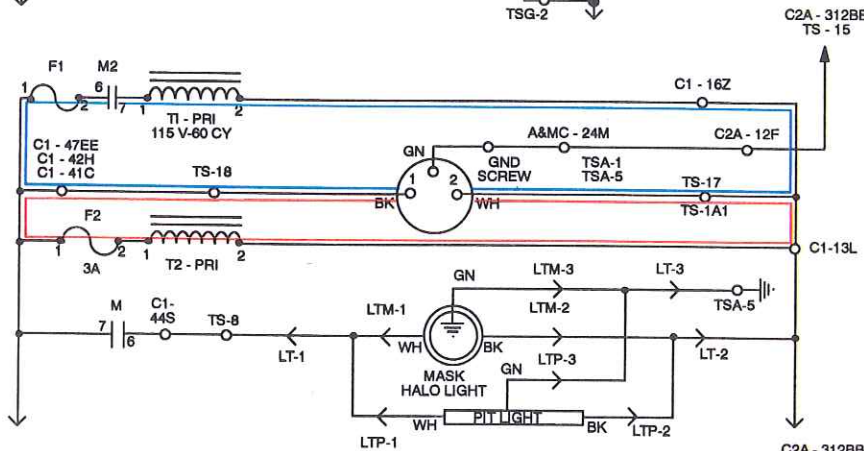 TSG-2
C2A - 312BB
TS - 15
F1
M2
1
2
6
7
1
2
C1 - 16Z
T1 - PRI
115 V-60 CY
C1 - 47EE
C1 - 42H
C1 - 41C
TS-18
GN
GND
SCREW
A&MC - 24M
TSA-1
TSA-5
C2A - 12F
1
2
BK
WH
TS-17
TS-1A1
F2
1
2
3A
1
2
T2 - PRI
C1-13L
M
7
6
C1-
44S
TS-8
LT-1
LTM-1
WH
GN
BK
LTM-3
LTM-2
LT-3
TSA-5
MASK
HALO LIGHT
LTP-3
GN
LT-2
PIT LIGHT
WH
BK
LTP-1
LTP-2
C2A - 312BB